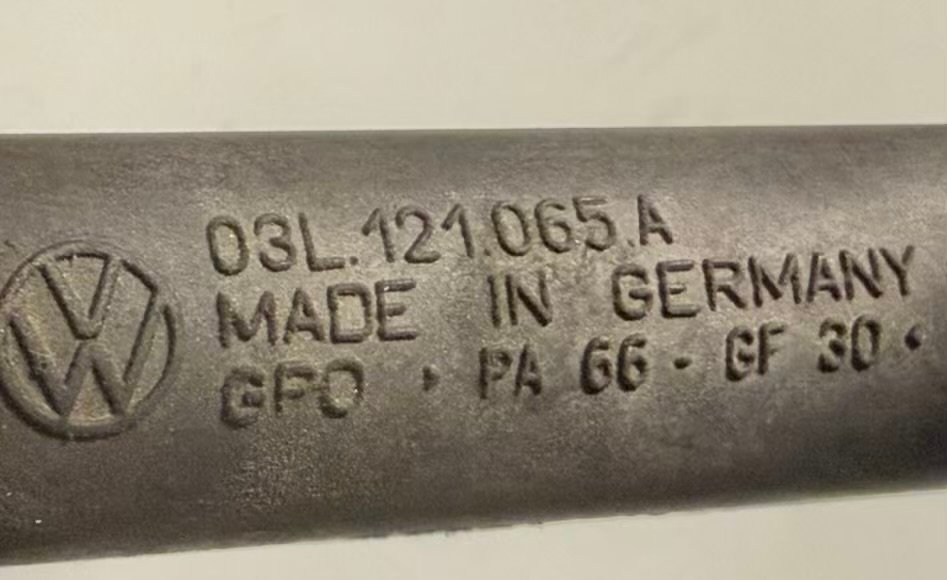 03L.121.065.A
MADE IN GERMANY
GPO · PA 66 - GF 30 ·